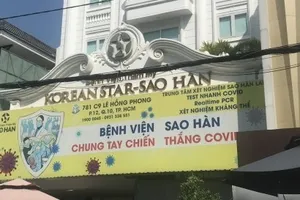 KOREAN STAR-SAO HÀN
781 C9 LÊ HỒNG PHONG
P.12, Q.10, TP. HCM
TRUNG TÂM XÉT NGHIỆM SAO HÀN
TEST NHANH COVID
Realtime PCR
XÉT NGHIỆM KHÁNG THỂ
BỆNH VIỆN SAO HÀN
CHUNG TAY CHIẾN THẮNG COVID